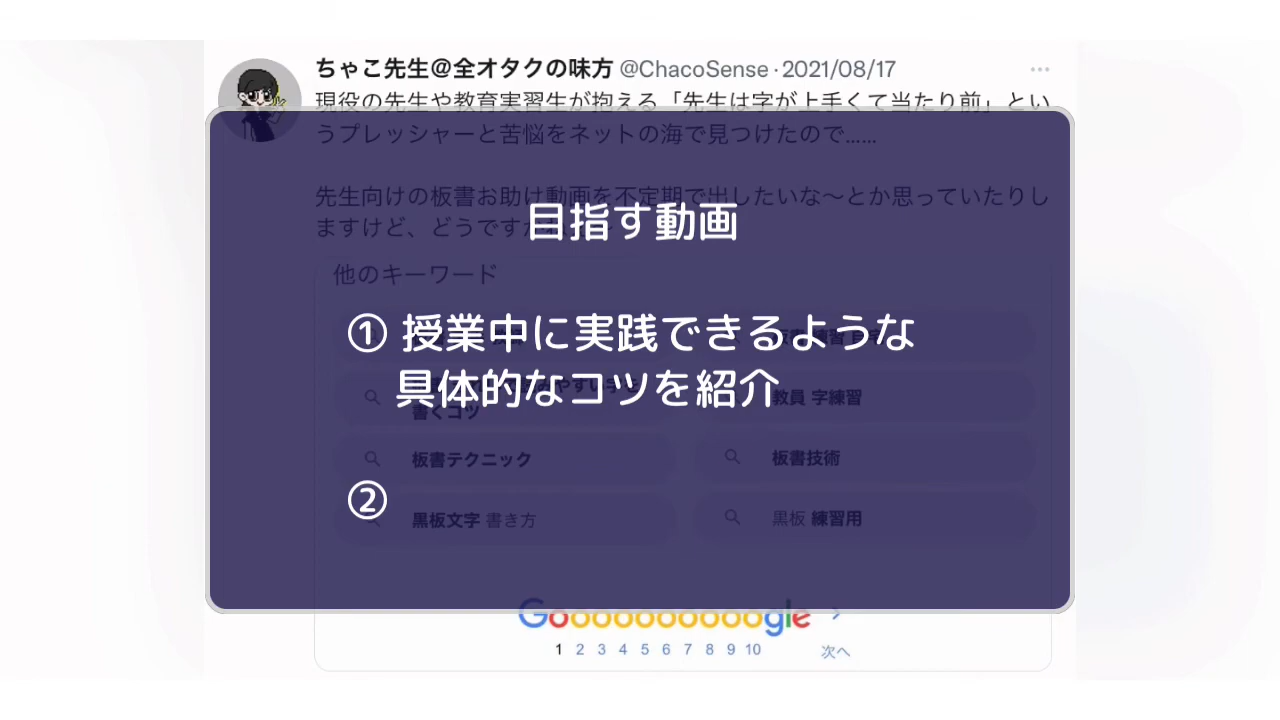 ちゃこ先生@全オタクの味方 @ChacoSense · 2021/08/17
現役の先生や教育実習生が抱える「先生は字が上手くて当たり前」とい
うプレッシャーと苦悩をネットの海で見つけたので……
先生向けの板書お助け動画を不定期で出したいな〜とか思っていたりし
ますけど、どうですか
目指す動画
他のキーワード
① 授業中に実践できるような
具体的なコツを紹介
書くコツ
教員 字練習
板書テクニック
板書技術
②
黒板文字 書き方
黒板 練習用
Gooooooooooogle
1 2 3 4 5 6 7 8 9 10 次へ